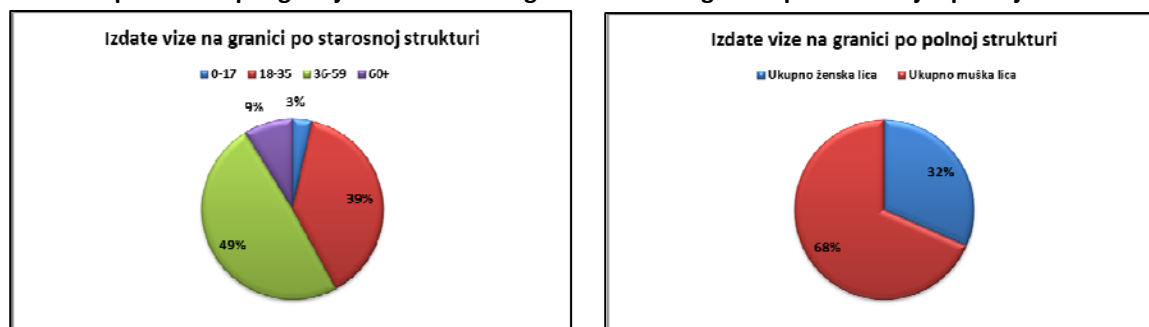 Izdate vize na granici po starosnoj strukturi
0-17 18-35 36-59 60+
9% 3%
39%
49%
Izdate vize na granici po polnoj strukturi
Ukupno ženska lica Ukupno muška lica
32%
68%